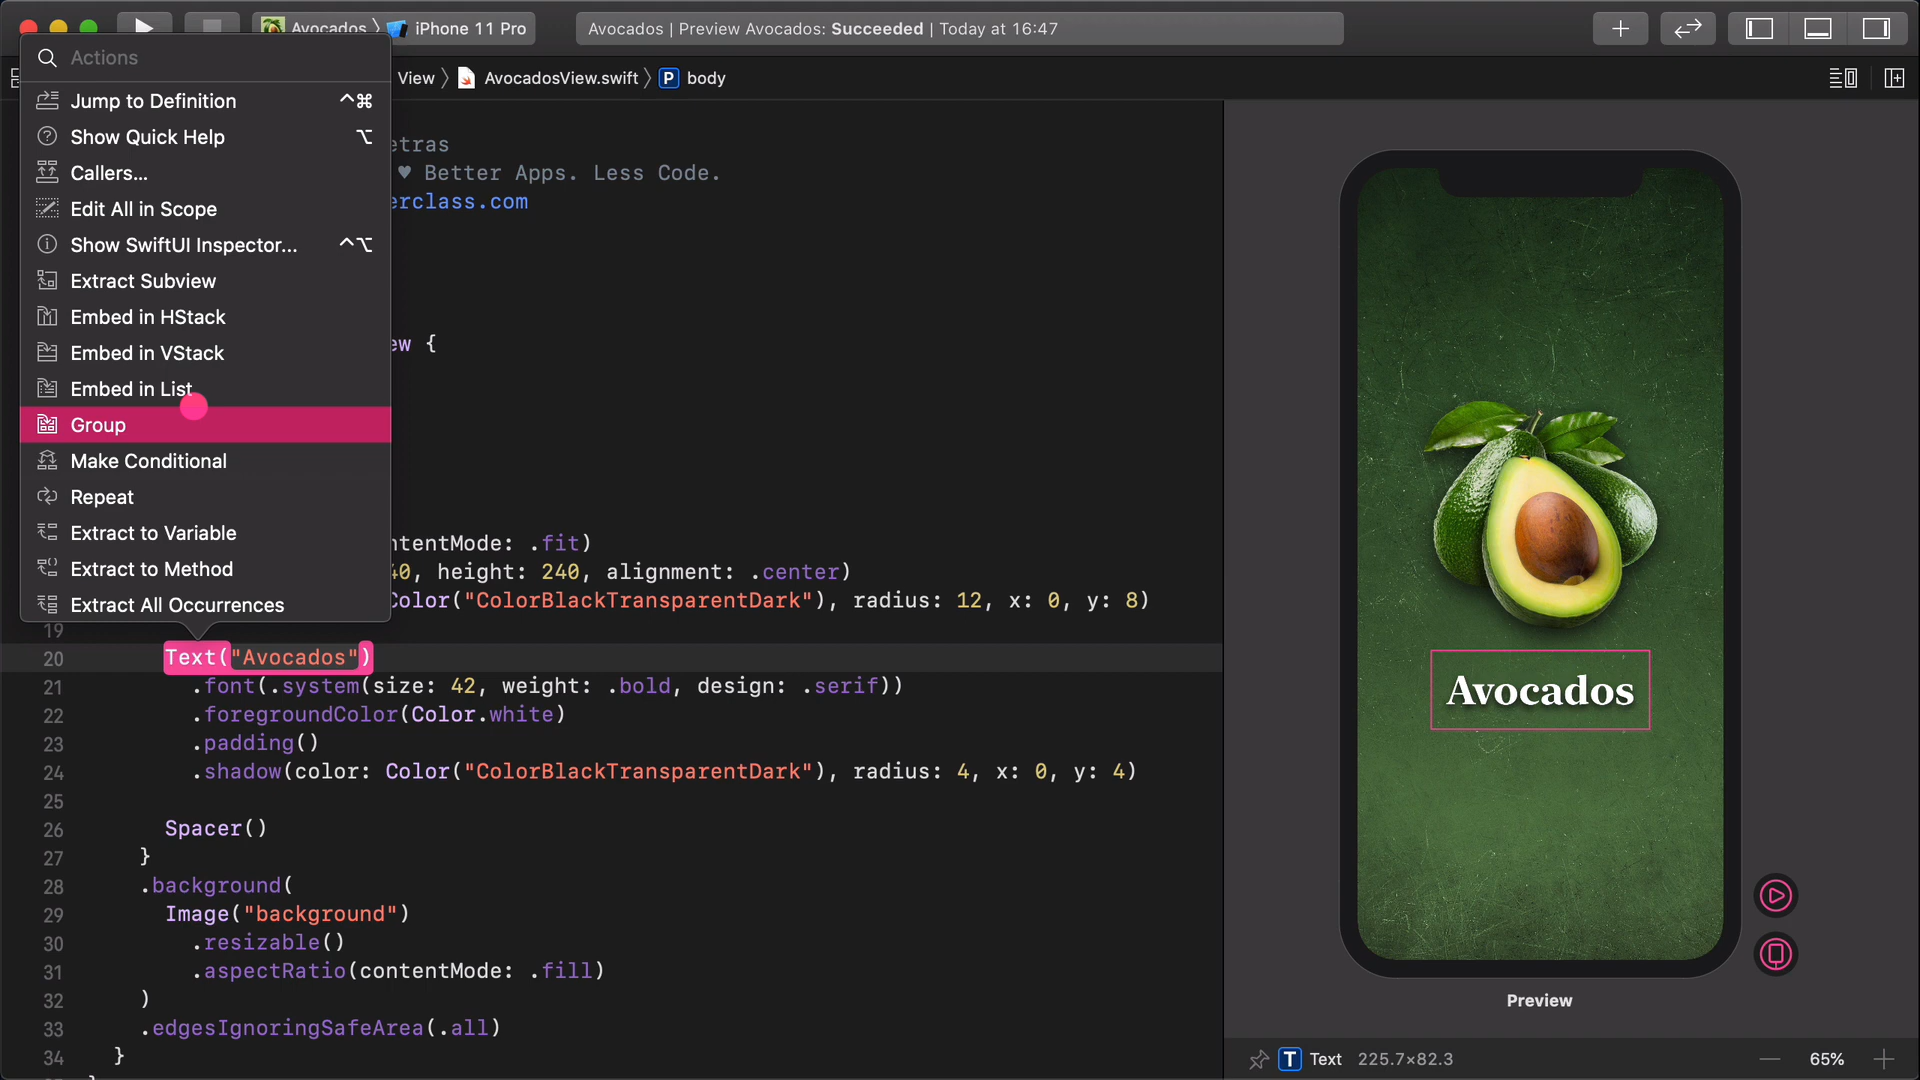 Avocados 〉 iPhone 11 Pro
Avocados | Preview Avocados: Succeeded | Today at 16:47
View 〉 AvocadosView.swift 〉 P body
Actions
Jump to Definition ^⌘
Show Quick Help ⌥
Callers...
Edit All in Scope
Show SwiftUI Inspector... ^⌥
Extract Subview
Embed in HStack
Embed in VStack
Embed in List
Group
Make Conditional
Repeat
Extract to Variable
Extract to Method
Extract All Occurrences
etras
♥ Better Apps. Less Code.
erclass.com
ew {
ntentMode: .fit)
40, height: 240, alignment: .center)
Color("ColorBlackTransparentDark"), radius: 12, x: 0, y: 8)
19
20 Text("Avocados")
21 .font(.system(size: 42, weight: .bold, design: .serif))
22 .foregroundColor(Color.white)
23 .padding()
24 .shadow(color: Color("ColorBlackTransparentDark"), radius: 4, x: 0, y: 4)
25
26 Spacer()
27 }
28 .background(
29 Image("background")
30 .resizable()
31 .aspectRatio(contentMode: .fill)
32 )
33 .edgesIgnoringSafeArea(.all)
34 }
Avocados
Preview
T Text 225.7×82.3
65%